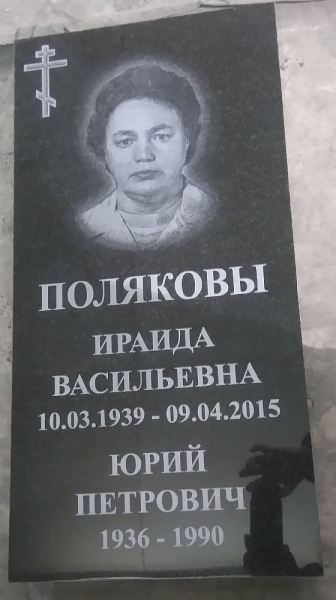 ПОЛЯКОВЫ
ИРАИДА
ВАСИЛЬЕВНА
10.03.1939 - 09.04.2015
ЮРИЙ
ПЕТРОВИЧ
1936 - 1990